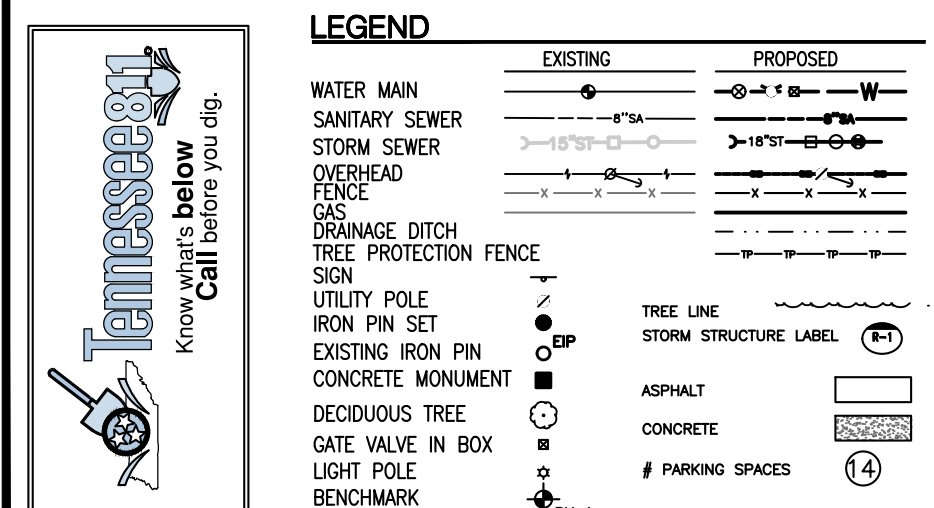 Tennessee811
Know what's below
Call before you dig.
LEGEND
EXISTING PROPOSED
WATER MAIN W
SANITARY SEWER 8"SA 8"SA
STORM SEWER 15"ST 18"ST
OVERHEAD
FENCE X X X X X X
GAS
DRAINAGE DITCH
TREE PROTECTION FENCE TP TP TP TP
SIGN
UTILITY POLE
IRON PIN SET
EXISTING IRON PIN EIP
CONCRETE MONUMENT
DECIDUOUS TREE
GATE VALVE IN BOX
LIGHT POLE
BENCHMARK
TREE LINE
STORM STRUCTURE LABEL R-1
ASPHALT
CONCRETE
# PARKING SPACES 14